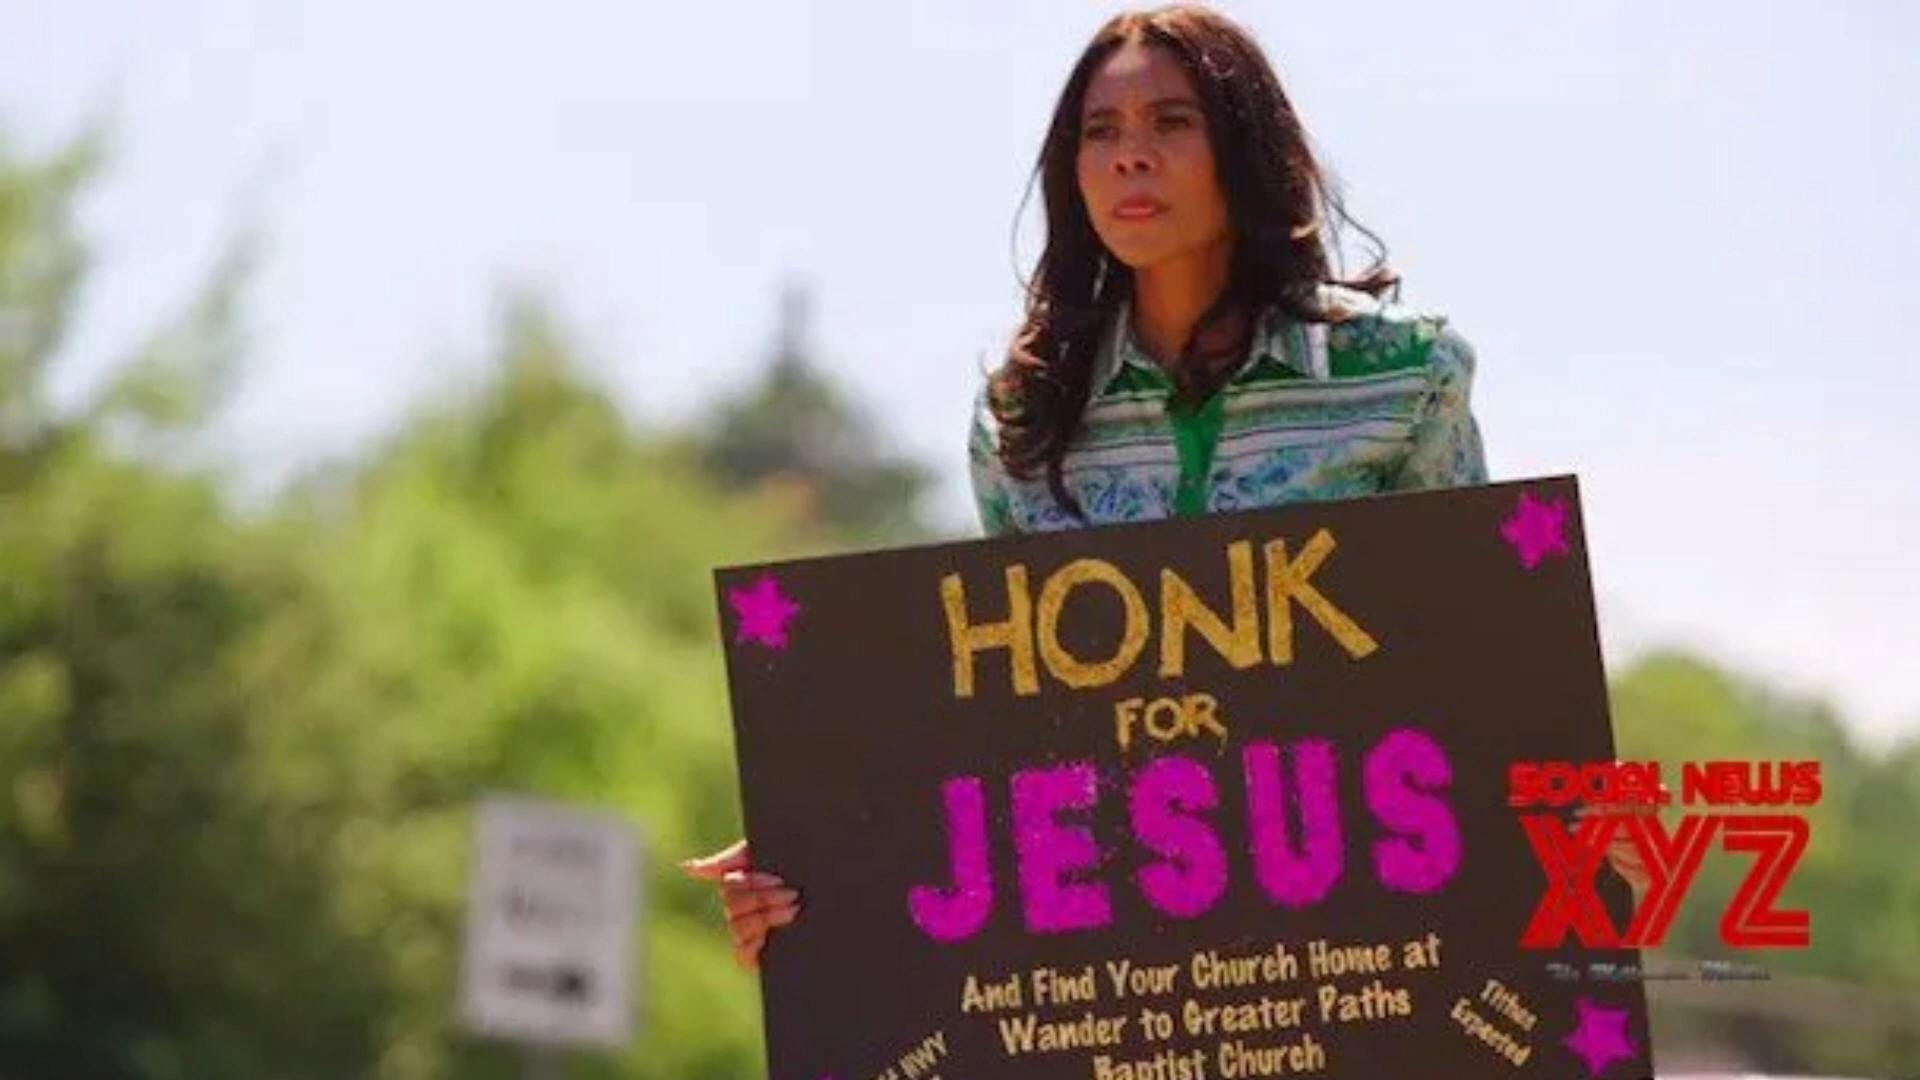 HONK
FOR
JESUS
And Find Your Church Home at
Wander to Greater Paths
Baptist Church
HWY
Tithes
Expected
SOCIAL NEWS
XYZ